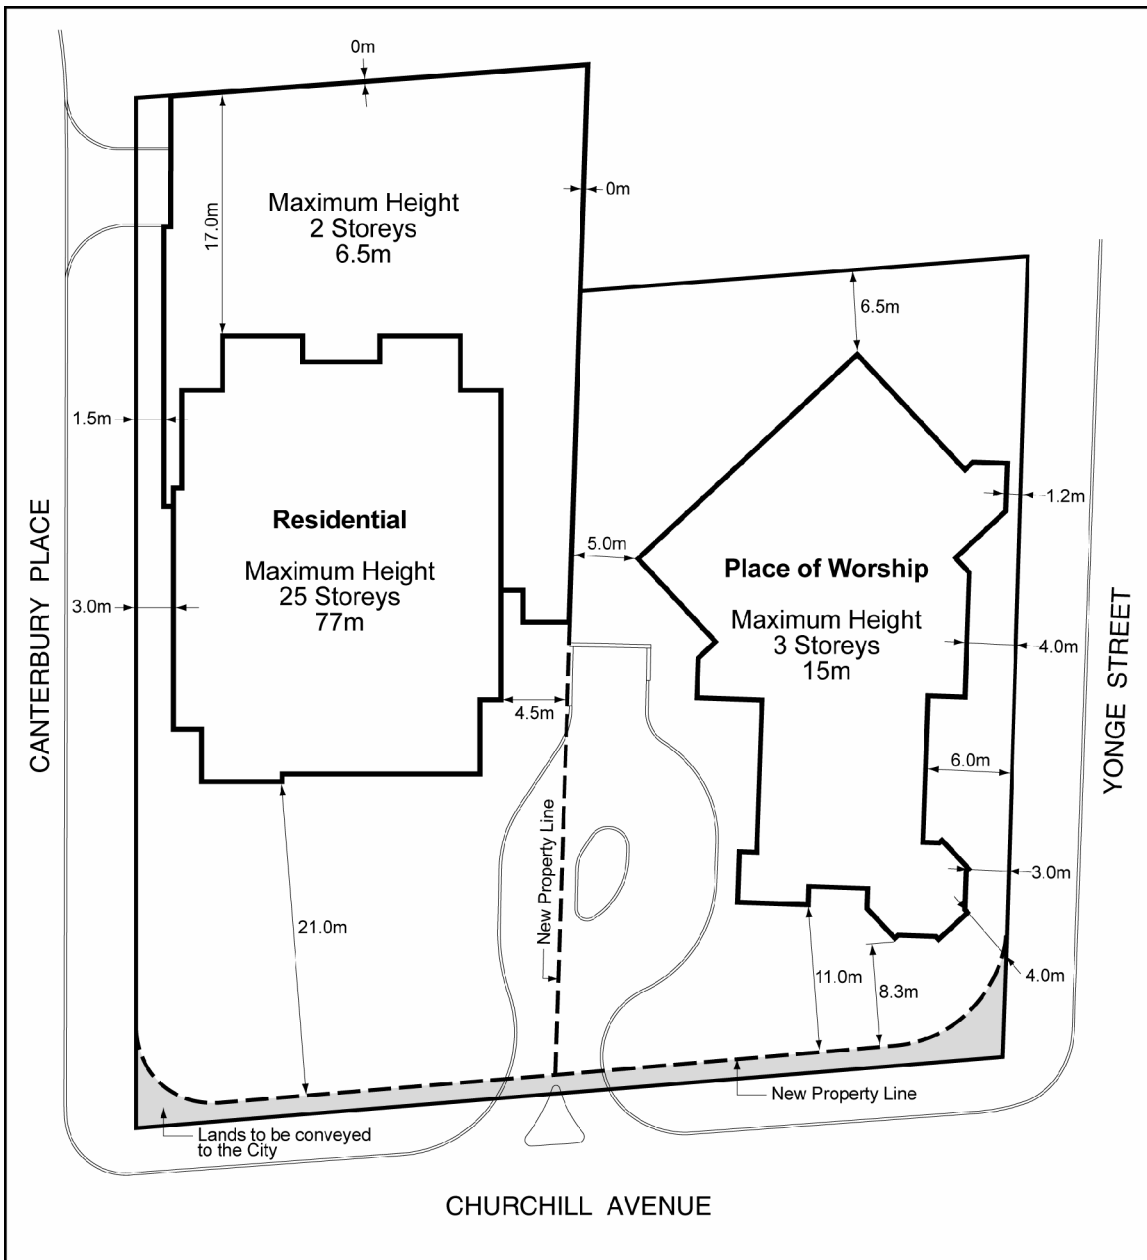 0m
17.0m
Maximum Height
2 Storeys
6.5m
0m
6.5m
1.5m
1.2m
CANTERBURY PLACE
Residential
Maximum Height
25 Storeys
77m
3.0m
5.0m
Place of Worship
Maximum Height
3 Storeys
15m
4.0m
YONGE STREET
4.5m
6.0m
New Property Line
3.0m
21.0m
11.0m
8.3m
4.0m
New Property Line
Lands to be conveyed
to the City
CHURCHILL AVENUE